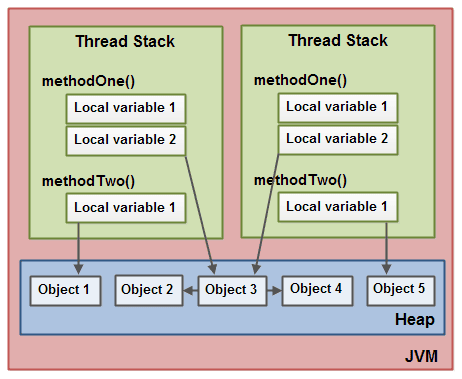 Thread Stack
methodOne()
Local variable 1
Local variable 2
methodTwo()
Local variable 1
Thread Stack
methodOne()
Local variable 1
Local variable 2
methodTwo()
Local variable 1
Object 1
Object 2
Object 3
Object 4
Object 5
Heap
JVM